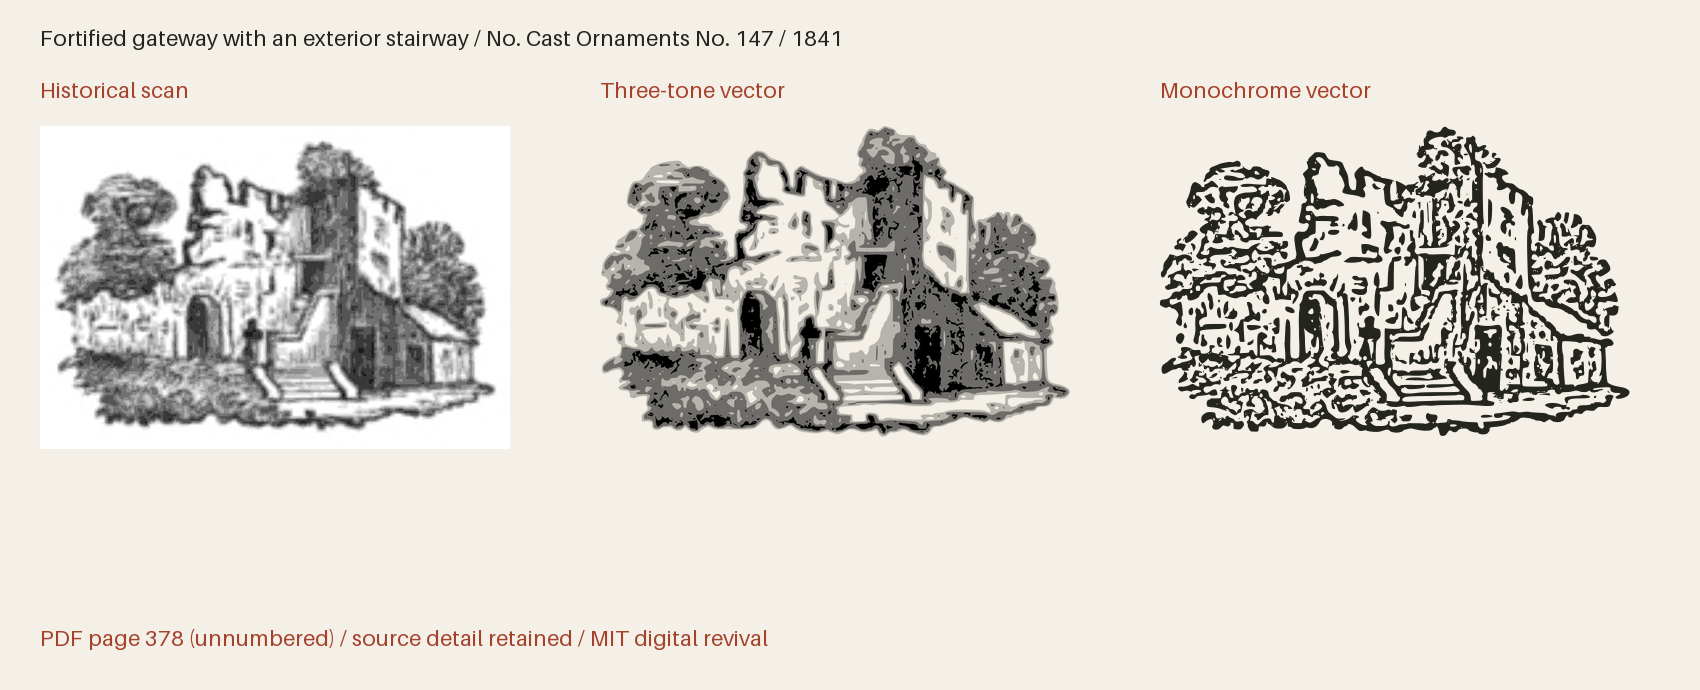 Fortified gateway with an exterior stairway / No. Cast Ornaments No. 147 / 1841
Historical scan
Three-tone vector
Monochrome vector
PDF page 378 (unnumbered) / source detail retained / MIT digital revival